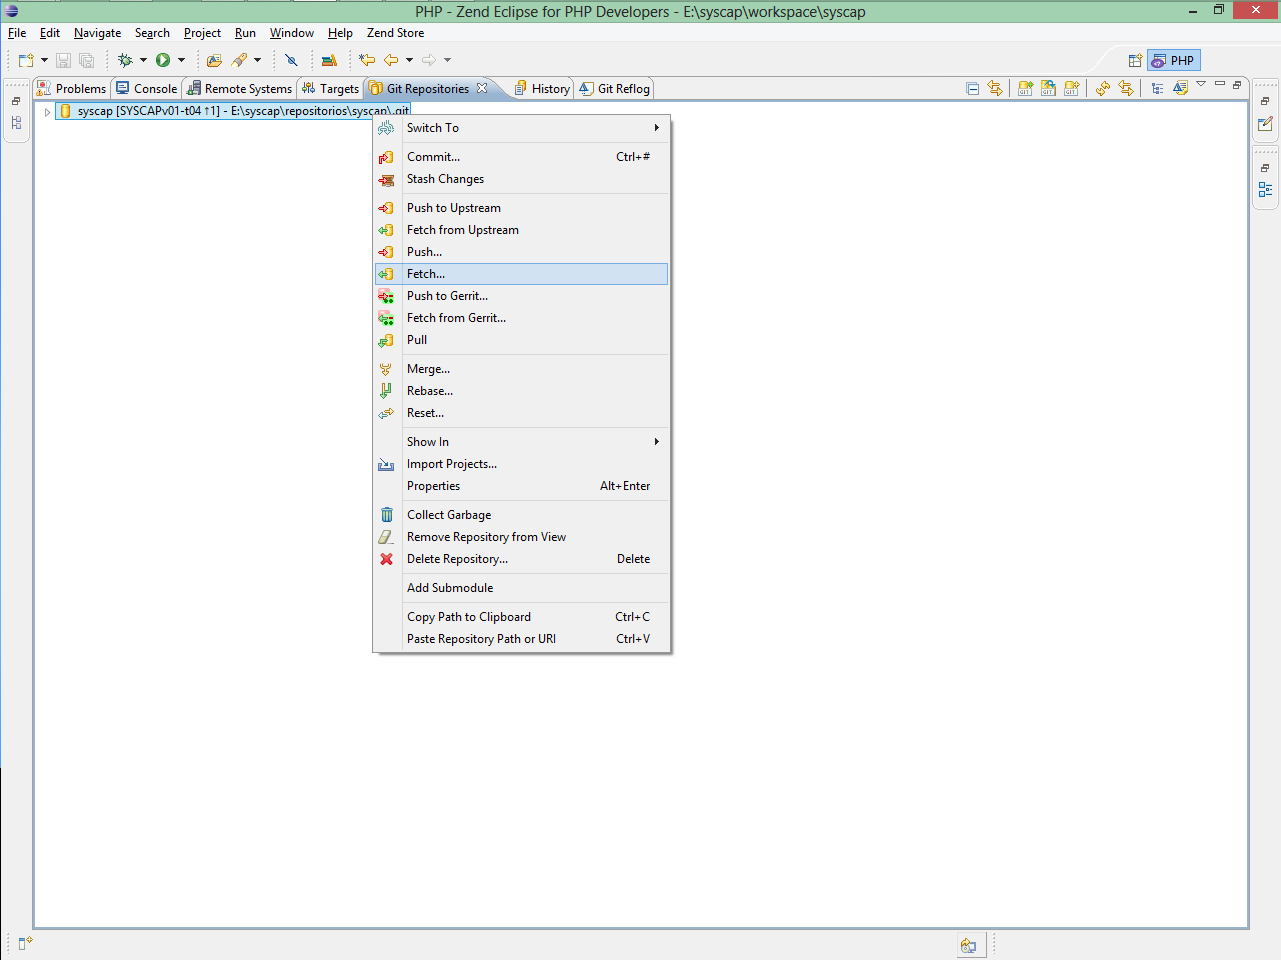 PHP - Zend Eclipse for PHP Developers - E:\syscap\workspace\syscap
File Edit Navigate Search Project Run Window Help Zend Store
PHP
Problems Console Remote Systems Targets Git Repositories History Git Reflog
syscap [SYSCAPv01-t04 ↑1] - E:\syscap\repositorios\syscap\.git
Switch To
Commit... Ctrl+#
Stash Changes
Push to Upstream
Fetch from Upstream
Push...
Fetch...
Push to Gerrit...
Fetch from Gerrit...
Pull
Merge...
Rebase...
Reset...
Show In
Import Projects...
Properties Alt+Enter
Collect Garbage
Remove Repository from View
Delete Repository... Delete
Add Submodule
Copy Path to Clipboard Ctrl+C
Paste Repository Path or URI Ctrl+V